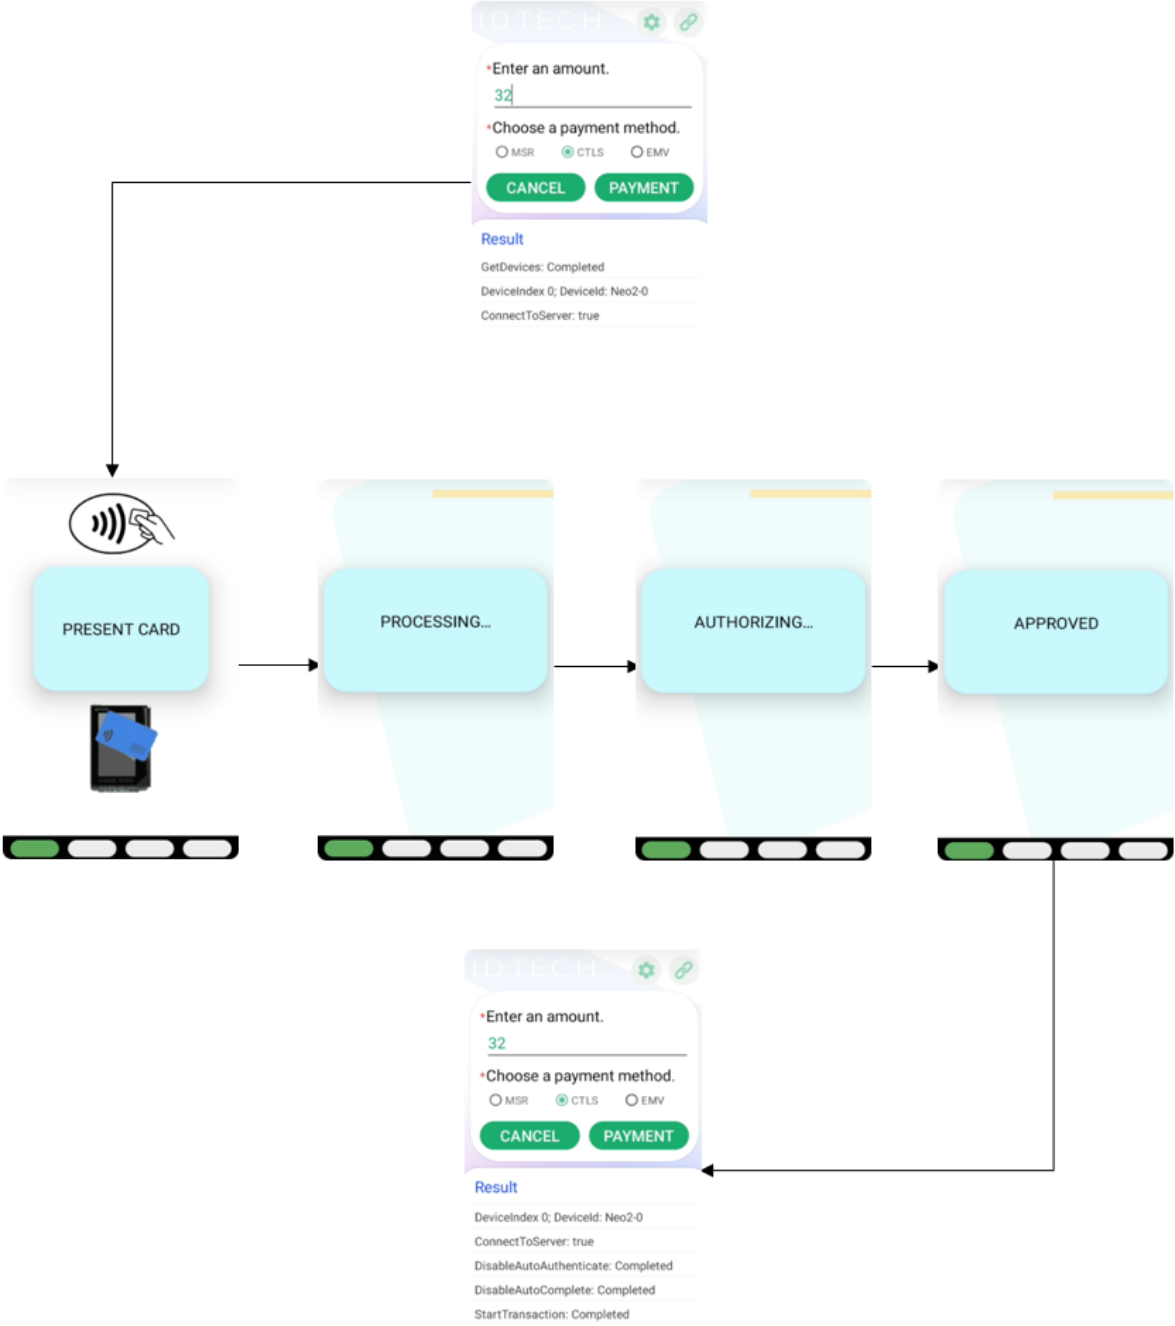 IDTECH
*Enter an amount.
32
*Choose a payment method.
MSR CTLS EMV
CANCEL PAYMENT
Result
GetDevices: Completed
DeviceIndex 0; DeviceId: Neo2-0
ConnectToServer: true
PRESENT CARD
PROCESSING...
AUTHORIZING...
APPROVED
IDTECH
*Enter an amount.
32
*Choose a payment method.
MSR CTLS EMV
CANCEL PAYMENT
Result
DeviceIndex 0; DeviceId: Neo2-0
ConnectToServer: true
DisableAutoAuthenticate: Completed
DisableAutoComplete: Completed
StartTransaction: Completed